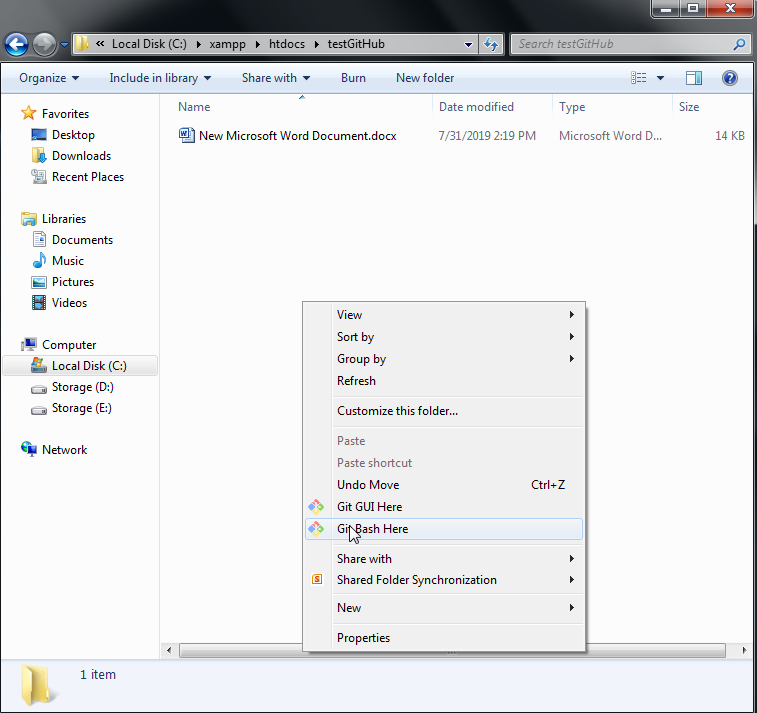 « Local Disk (C:) xampp htdocs testGitHub Search testGitHub
Organize Include in library Share with Burn New folder
Name Date modified Type Size
New Microsoft Word Document.docx 7/31/2019 2:19 PM Microsoft Word D... 14 KB
Favorites
Desktop
Downloads
Recent Places
Libraries
Documents
Music
Pictures
Videos
Computer
Local Disk (C:)
Storage (D:)
Storage (E:)
Network
View
Sort by
Group by
Refresh
Customize this folder...
Paste
Paste shortcut
Undo Move Ctrl+Z
Git GUI Here
Git Bash Here
Share with
Shared Folder Synchronization
New
Properties
1 item